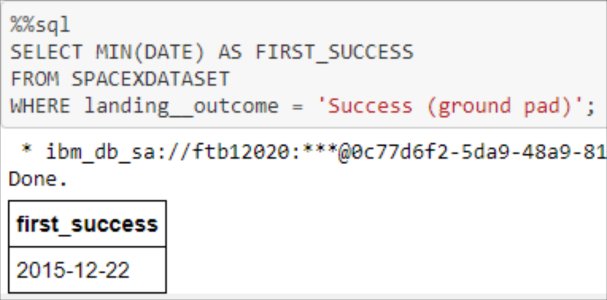 %%sql
SELECT MIN(DATE) AS FIRST_SUCCESS
FROM SPACEXDATASET
WHERE landing__outcome = 'Success (ground pad)';
* ibm_db_sa://ftb12020:***@0c77d6f2-5da9-48a9-81
Done.
first_success
2015-12-22